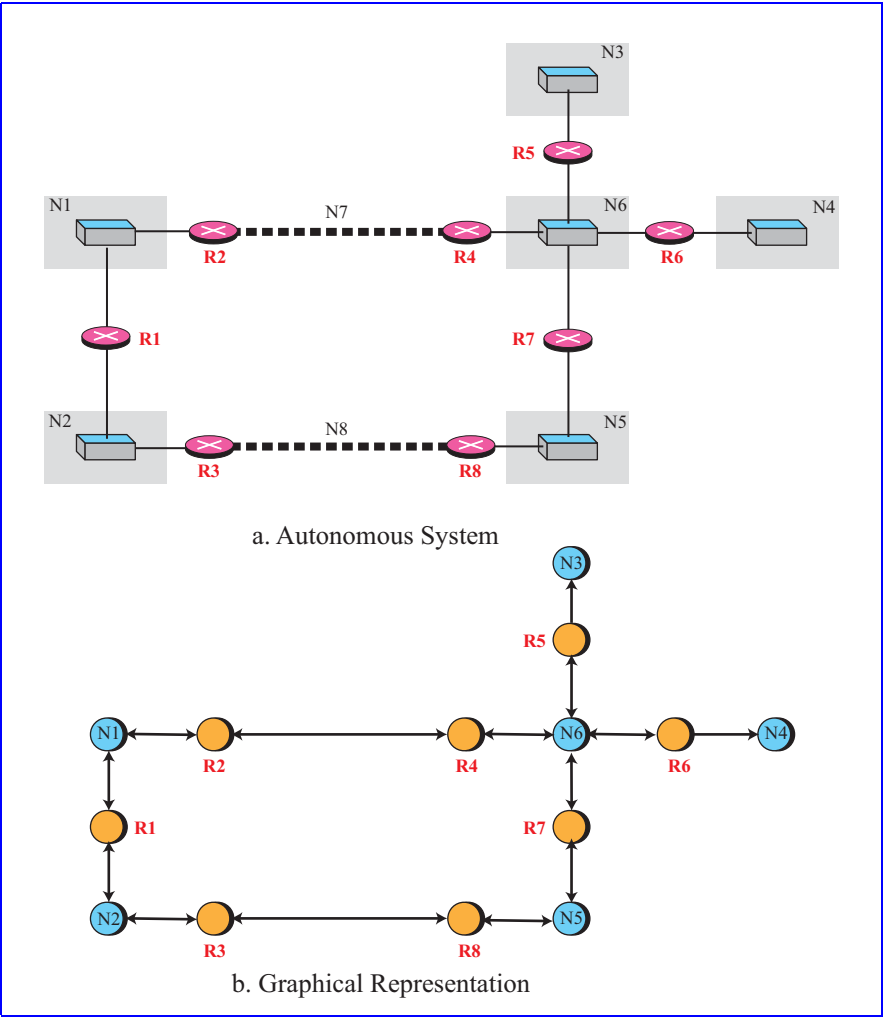 N3
R5
N1 N7 N6 N4
R2 R4 R6
R1 R7
N2 N8 N5
R3 R8
a. Autonomous System
N3
R5
N1 N6 N4
R2 R4 R6
R1 R7
N2 N5
R3 R8
b. Graphical Representation